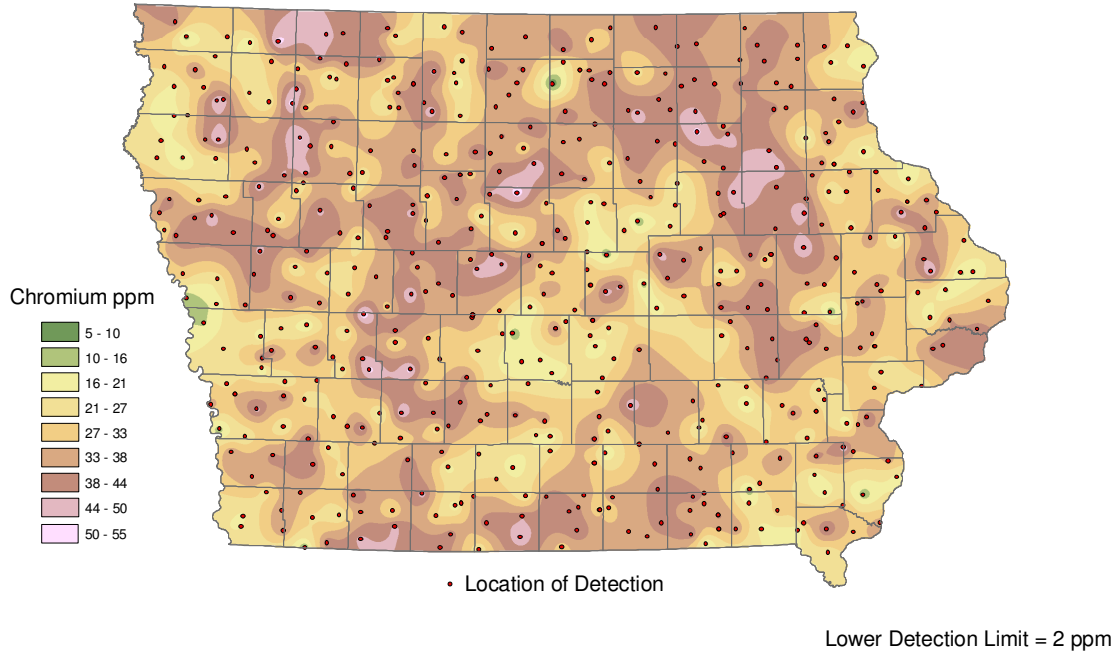 Chromium ppm
5 - 10
10 - 16
16 - 21
21 - 27
27 - 33
33 - 38
38 - 44
44 - 50
50 - 55
Location of Detection
Lower Detection Limit = 2 ppm